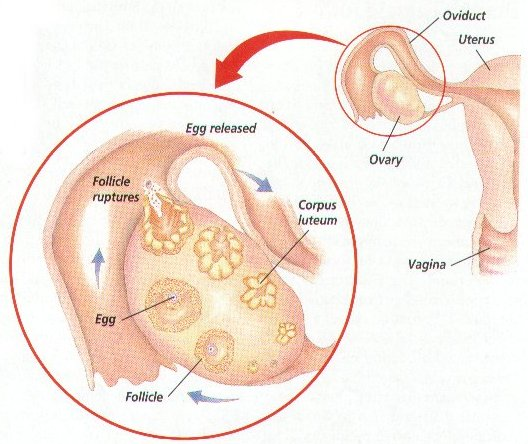 Oviduct
Uterus
Ovary
Vagina
Egg released
Follicle
ruptures
Corpus
luteum
Egg
Follicle